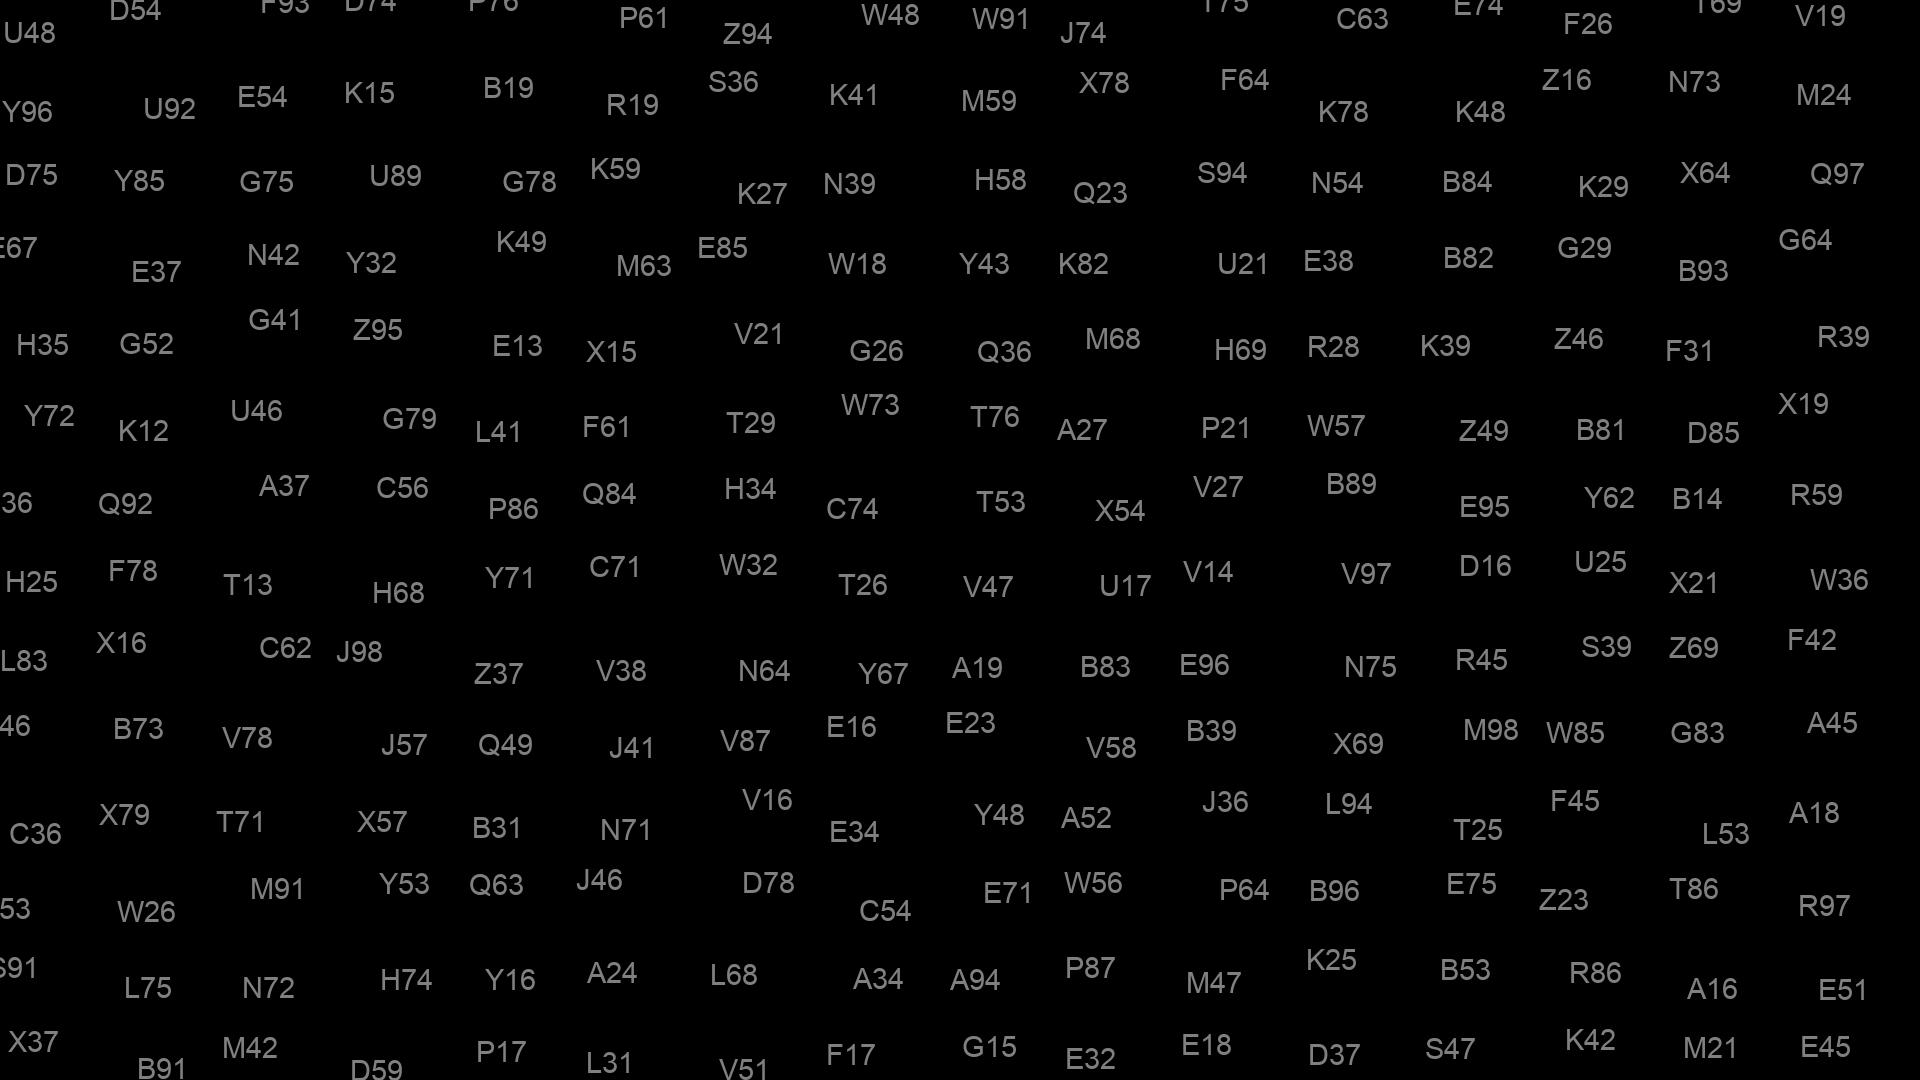 U48 D54 F93 D74 P76 P61 Z94 W48 W91 J74 T75 C63 E74 F26 T69 V19
Y96 U92 E54 K15 B19 R19 S36 K41 M59 X78 F64 K78 K48 Z16 N73 M24
D75 Y85 G75 U89 G78 K59 K27 N39 H58 Q23 S94 N54 B84 K29 X64 Q97
E67 E37 N42 Y32 K49 M63 E85 W18 Y43 K82 U21 E38 B82 G29 B93 G64
H35 G52 G41 Z95 E13 X15 V21 G26 Q36 M68 H69 R28 K39 Z46 F31 R39
Y72 K12 U46 G79 L41 F61 T29 W73 T76 A27 P21 W57 Z49 B81 D85 X19
36 Q92 A37 C56 P86 Q84 H34 C74 T53 X54 V27 B89 E95 Y62 B14 R59
H25 F78 T13 H68 Y71 C71 W32 T26 V47 U17 V14 V97 D16 U25 X21 W36
L83 X16 C62 J98 Z37 V38 N64 Y67 A19 B83 E96 N75 R45 S39 Z69 F42
46 B73 V78 J57 Q49 J41 V87 E16 E23 V58 B39 X69 M98 W85 G83 A45
C36 X79 T71 X57 B31 N71 V16 E34 Y48 A52 J36 L94 T25 F45 L53 A18
53 W26 M91 Y53 Q63 J46 D78 C54 E71 W56 P64 B96 E75 Z23 T86 R97
S91 L75 N72 H74 Y16 A24 L68 A34 A94 P87 M47 K25 B53 R86 A16 E51
X37 B91 M42 D59 P17 L31 V51 F17 G15 E32 E18 D37 S47 K42 M21 E45